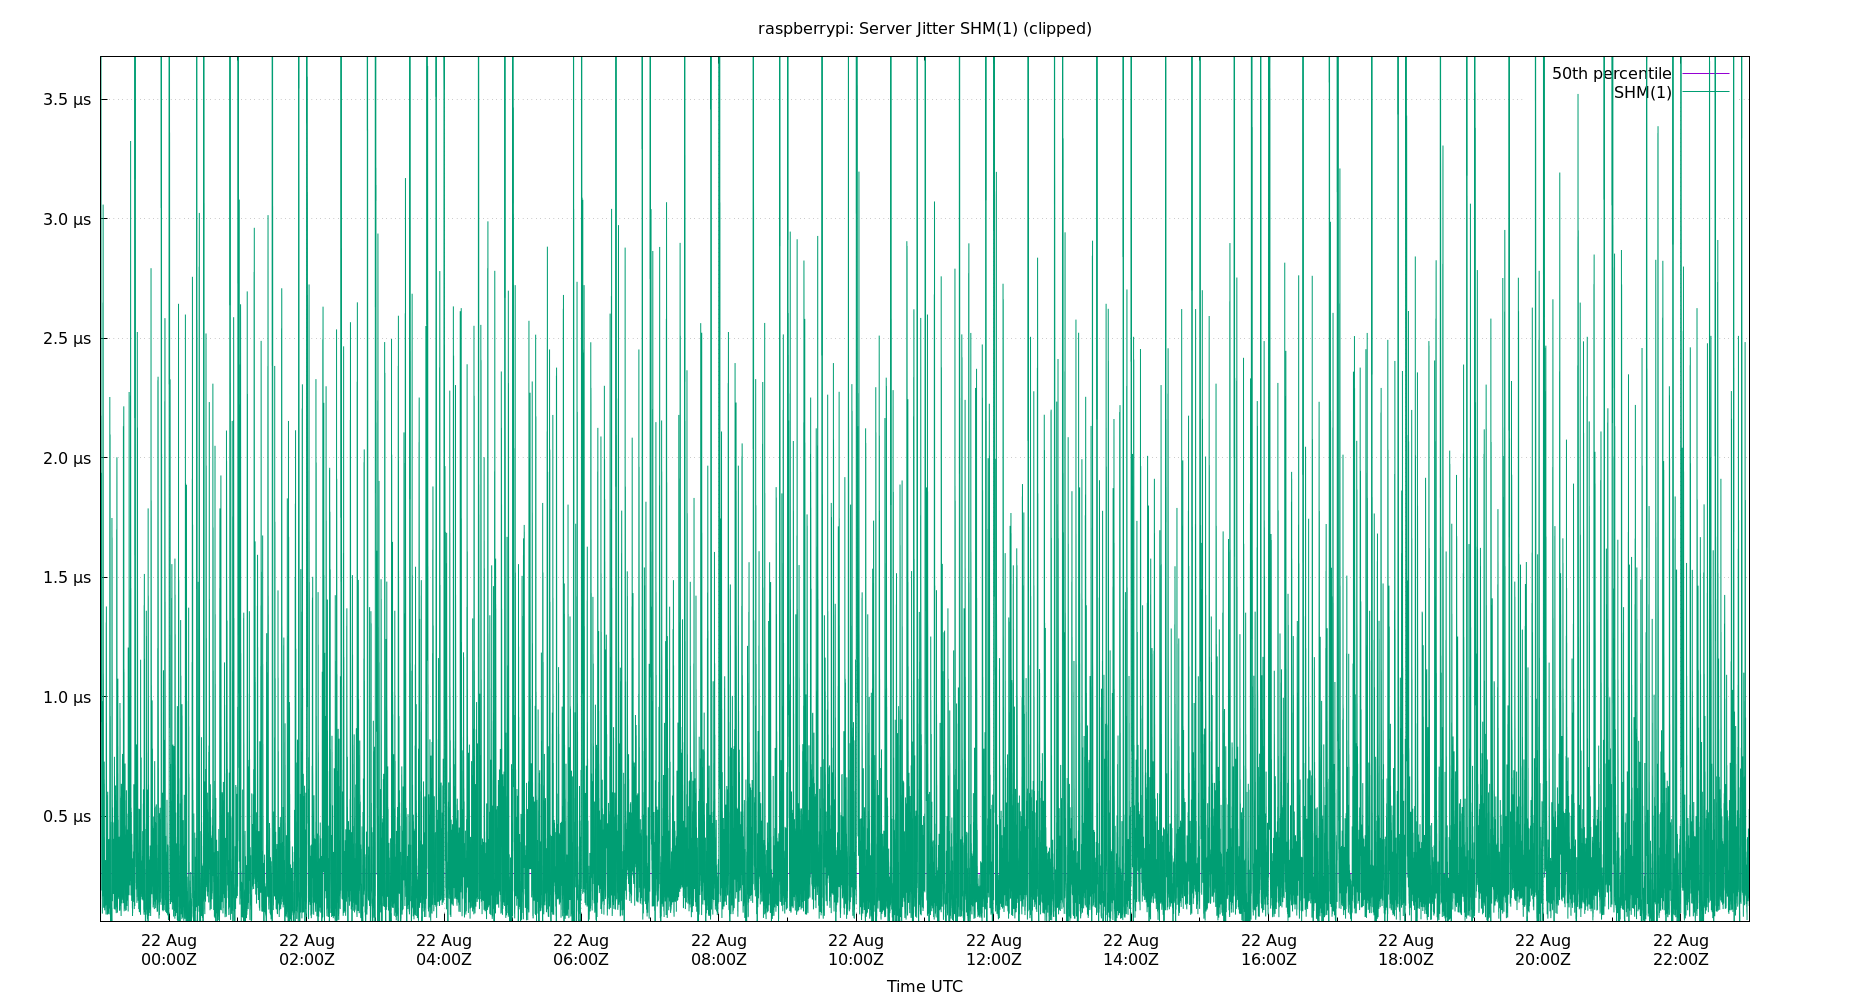 raspberrypi: Server Jitter SHM(1) (clipped)
50th percentile
SHM(1)
3.5 µs
3.0 µs
2.5 µs
2.0 µs
1.5 µs
1.0 µs
0.5 µs
22 Aug 22 Aug 22 Aug 22 Aug 22 Aug 22 Aug 22 Aug 22 Aug 22 Aug 22 Aug 22 Aug 22 Aug
00:00Z 02:00Z 04:00Z 06:00Z 08:00Z 10:00Z 12:00Z 14:00Z 16:00Z 18:00Z 20:00Z 22:00Z
Time UTC